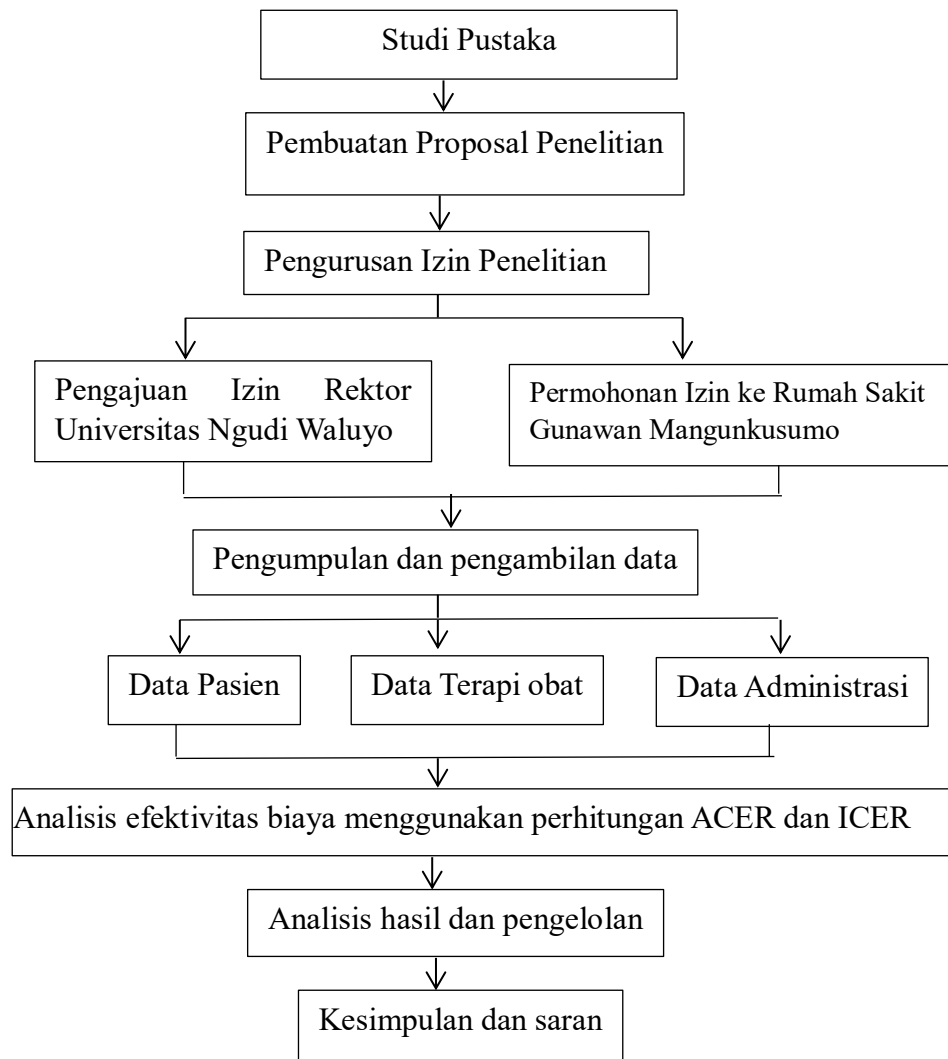 Studi Pustaka
Pembuatan Proposal Penelitian
Pengurusan Izin Penelitian
Pengajuan Izin Rektor
Universitas Ngudi Waluyo
Permohonan Izin ke Rumah Sakit
Gunawan Mangunkusumo
Pengumpulan dan pengambilan data
Data Pasien
Data Terapi obat
Data Administrasi
Analisis efektivitas biaya menggunakan perhitungan ACER dan ICER
Analisis hasil dan pengelolan
Kesimpulan dan saran